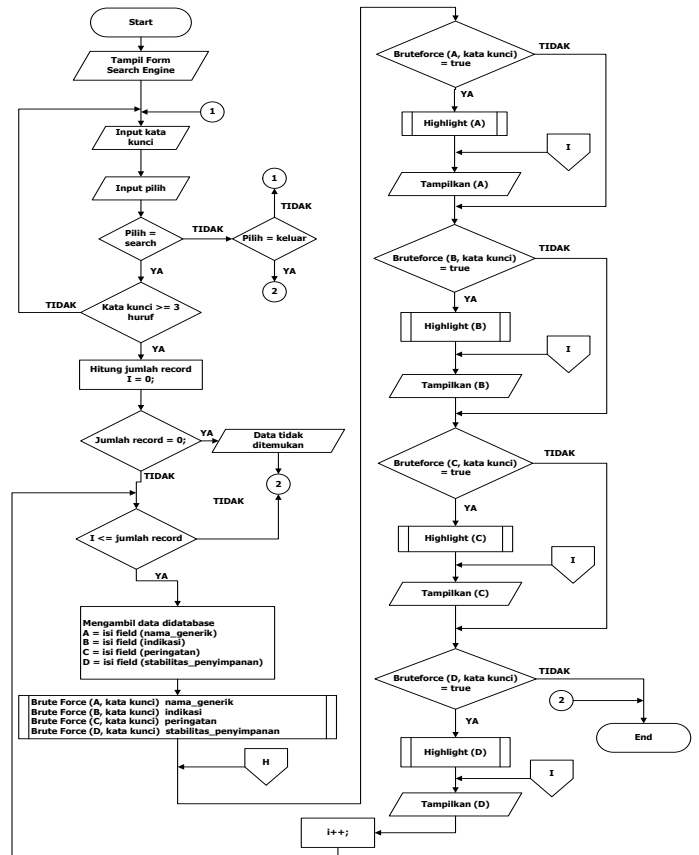 Start
Tampil Form
Search Engine
1
Input kata
kunci
Input pilih
1
TIDAK
Pilih =
search
TIDAK
Pilih = keluar
YA
YA
2
TIDAK
Kata kunci >= 3
huruf
YA
Hitung jumlah record
I = 0;
Jumlah record = 0;
YA
Data tidak
ditemukan
TIDAK
2
TIDAK
I <= jumlah record
YA
Mengambil data didatabase
A = isi field (nama_generik)
B = isi field (indikasi)
C = isi field (peringatan)
D = isi field (stabilitas_penyimpanan)
Brute Force (A, kata kunci) nama_generik
Brute Force (B, kata kunci) indikasi
Brute Force (C, kata kunci) peringatan
Brute Force (D, kata kunci) stabilitas_penyimpanan
H
Bruteforce (A, kata kunci)
= true
TIDAK
YA
Highlight (A)
I
Tampilkan (A)
Bruteforce (B, kata kunci)
= true
TIDAK
YA
Highlight (B)
I
Tampilkan (B)
Bruteforce (C, kata kunci)
= true
TIDAK
YA
Highlight (C)
I
Tampilkan (C)
Bruteforce (D, kata kunci)
= true
TIDAK
2
YA
End
Highlight (D)
I
Tampilkan (D)
i++;